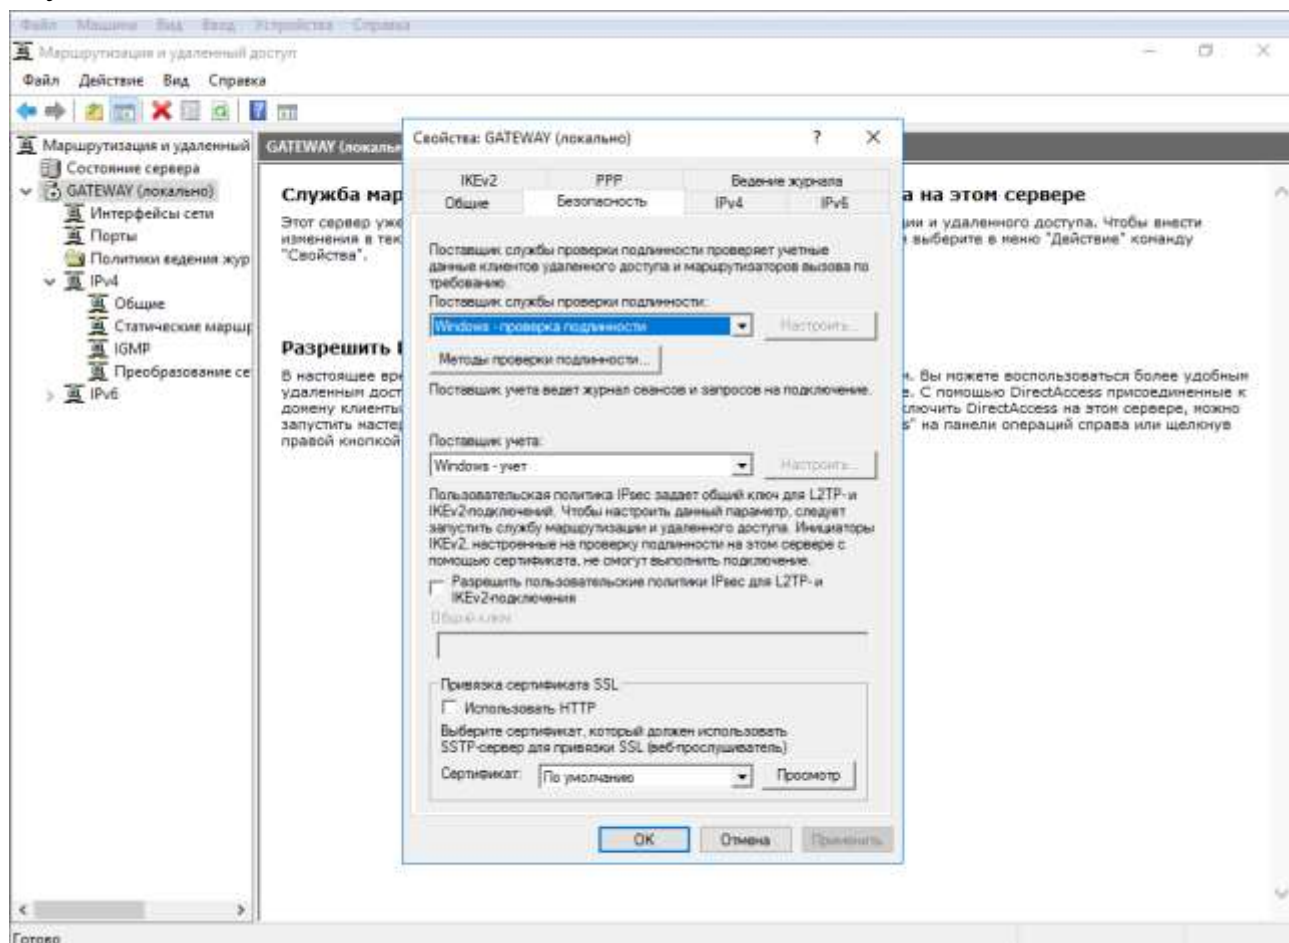 Файл Машина Вид Ввод Устройства Справка
Маршрутизация и удаленный доступ
Файл Действие Вид Справка
Маршрутизация и удаленный
Состояние сервера
GATEWAY (локально)
Интерфейсы сети
Порты
Политики ведения жур
IPv4
Общие
Статические маршр
IGMP
Преобразование се
IPv6
GATEWAY (локальн
Служба мар
а на этом сервере
Этот сервер уже
ии и удаленного доступа. Чтобы внести
изменения в тек
выберите в меню "Действие" команду
"Свойства".
Разрешить
В настоящее вре
. Вы можете воспользоваться более удобным
удаленным дост
е. С помощью DirectAccess присоединенные к
домену клиенты
ключить DirectAccess на этом сервере, можно
запустить мастер
s" на панели операций справа или щелкнув
правой кнопкой
Свойства: GATEWAY (локально)
? ×
IKEv2 PPP Ведение журнала
Общие Безопасность IPv4 IPv6
Поставщик службы проверки подлинности проверяет учетные
данные клиентов удаленного доступа и маршрутизаторов вызова по
требованию.
Поставщик службы проверки подлинности:
Windows - проверка подлинности Настроить...
Методы проверки подлинности...
Поставщик учета ведет журнал сеансов и запросов на подключение.
Поставщик учета:
Windows - учет Настроить...
Пользовательская политика IPsec задает общий ключ для L2TP- и
IKEv2-подключений. Чтобы настроить данный параметр, следует
запустить службу маршрутизации и удаленного доступа. Инициаторы
IKEv2, настроенные на проверку подлинности на этом сервере с
помощью сертификата, не смогут выполнить подключение.
Разрешить пользовательские политики IPsec для L2TP- и
IKEv2-подключения
Общий ключ
Привязка сертификата SSL
Использовать HTTP
Выберите сертификат, который должен использовать
SSTP-сервер для привязки SSL (веб-прослушиватель)
Сертификат: По умолчанию Просмотр
OK Отмена Применить
Готово